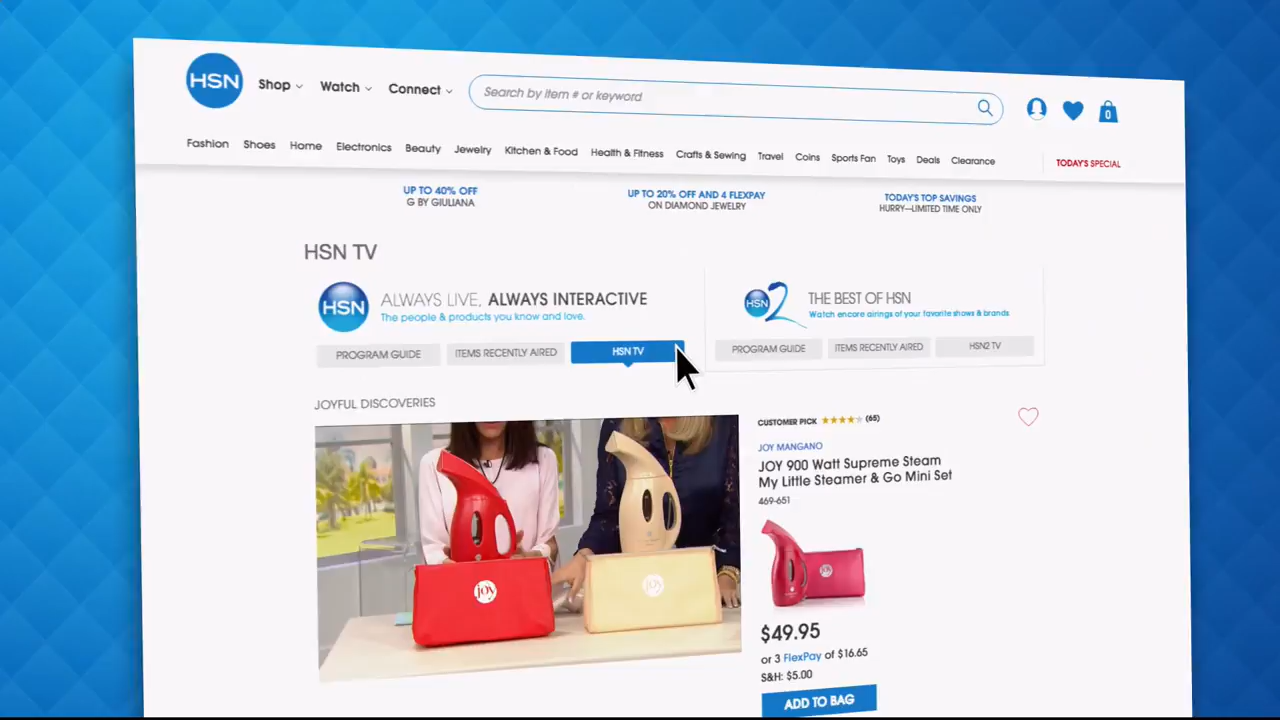 HSN
Shop
Watch
Connect
Search by item # or keyword
0
Fashion
Shoes
Home
Electronics
Beauty
Jewelry
Kitchen & Food
Health & Fitness
Crafts & Sewing
Travel
Coins
Sports Fan
Toys
Deals
Clearance
TODAY'S SPECIAL
UP TO 40% OFF
G BY GIULIANA
UP TO 20% OFF AND 4 FLEXPAY
ON DIAMOND JEWELRY
TODAY'S TOP SAVINGS
HURRY—LIMITED TIME ONLY
HSN TV
HSN
ALWAYS LIVE, ALWAYS INTERACTIVE
The people & products you know and love.
PROGRAM GUIDE
ITEMS RECENTLY AIRED
HSN TV
HSN2
THE BEST OF HSN
Watch encore airings of your favorite shows & brands
PROGRAM GUIDE
ITEMS RECENTLY AIRED
HSN2 TV
JOYFUL DISCOVERIES
joy
joy
CUSTOMER PICK
(65)
JOY MANGANO
JOY 900 Watt Supreme Steam
My Little Steamer & Go Mini Set
469-651
joy
$49.95
or 3 FlexPay of $16.65
S&H: $5.00
ADD TO BAG